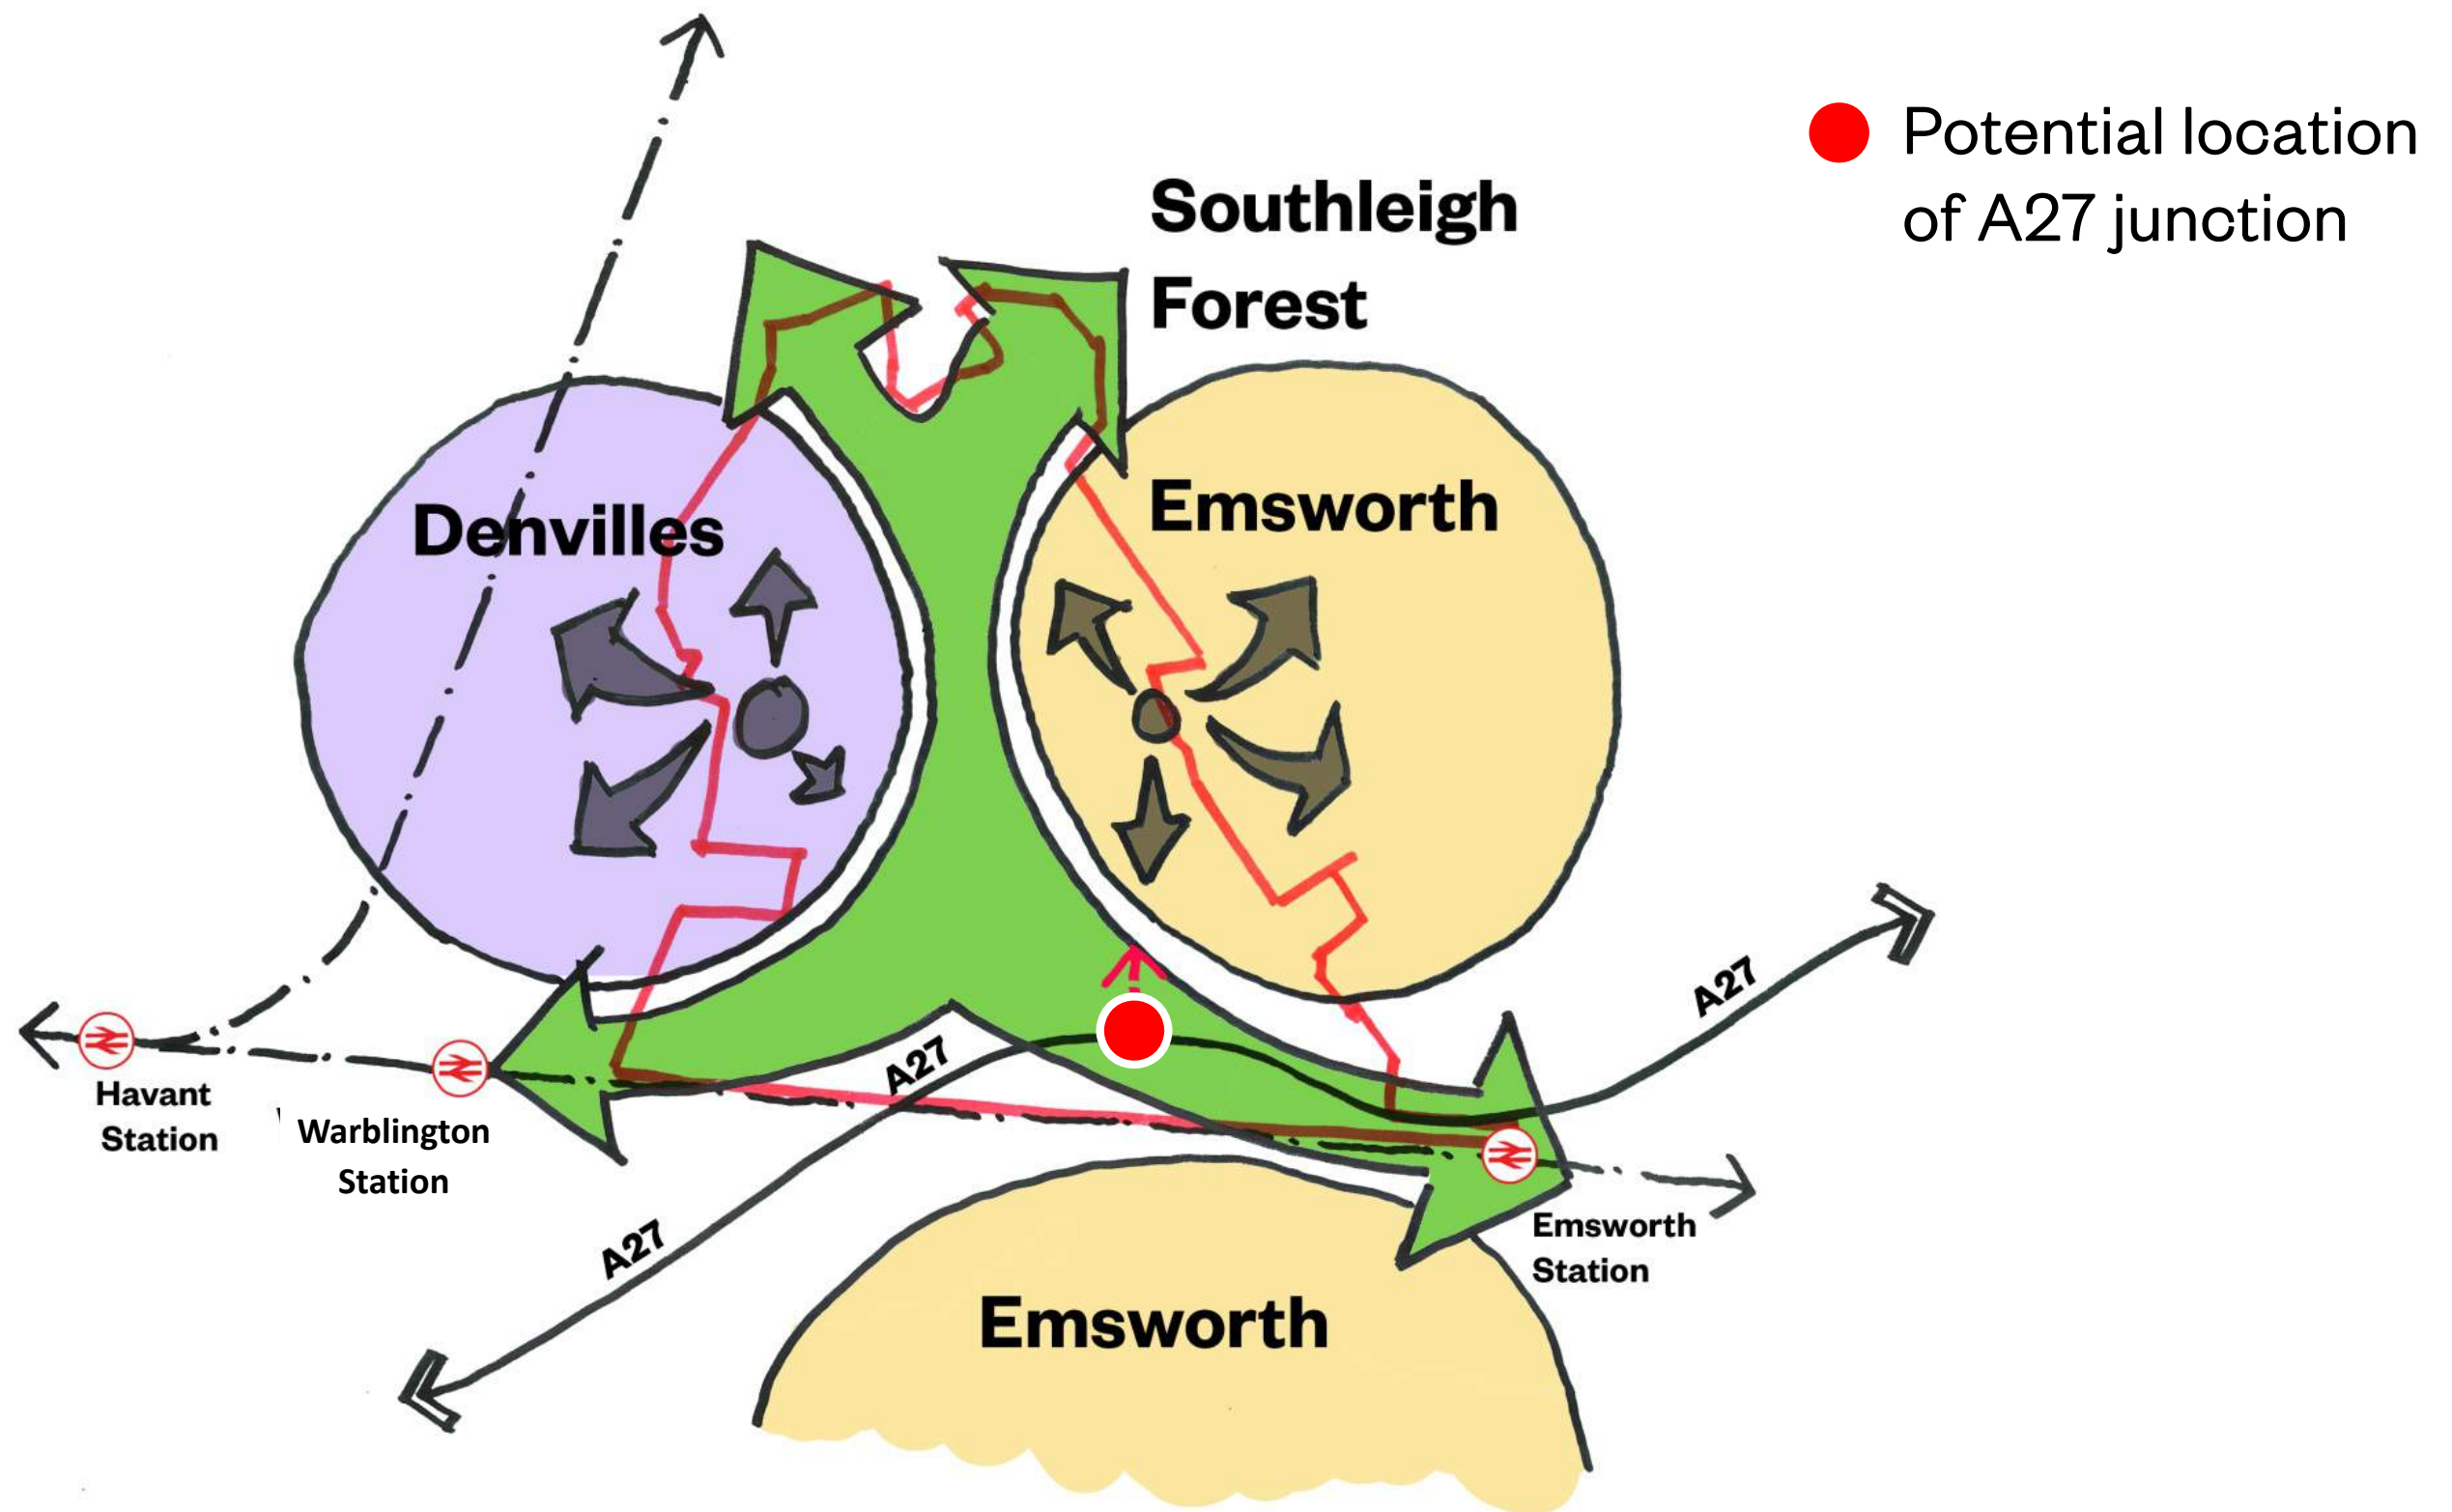 Potential location
of A27 junction
Southleigh
Forest
Denvilles
Emsworth
A27
A27
Havant
Station
Warblington
Station
A27
Emsworth
Station
Emsworth